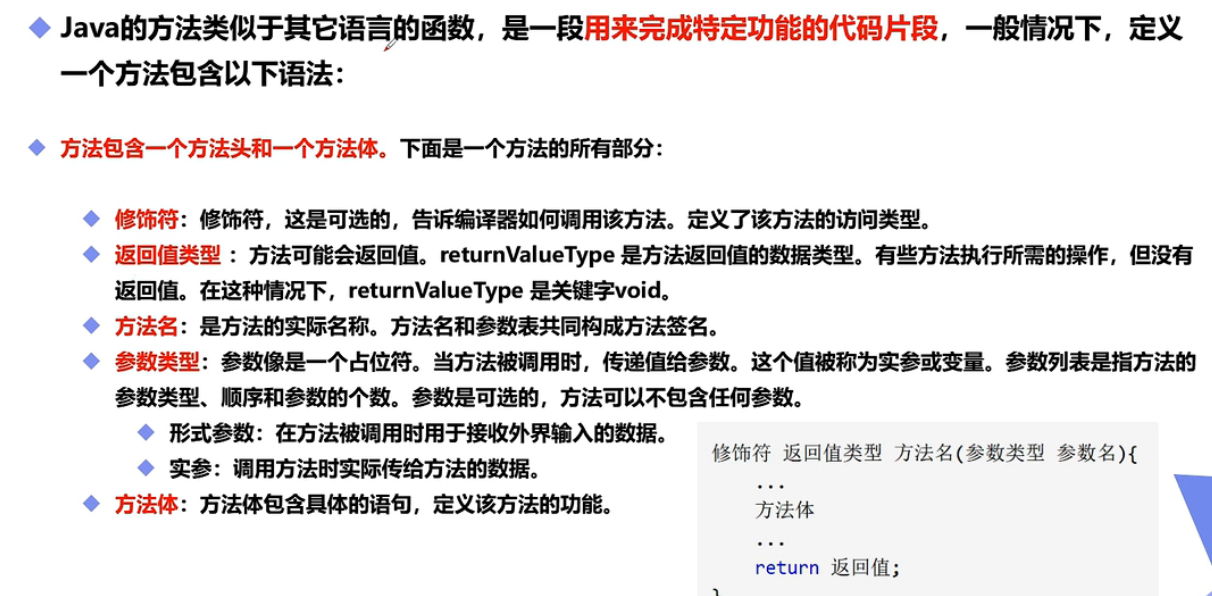 Java的方法类似于其它语言的函数，是一段用来完成特定功能的代码片段，一般情况下，定义
一个方法包含以下语法：
方法包含一个方法头和一个方法体。下面是一个方法的所有部分：
修饰符：修饰符，这是可选的，告诉编译器如何调用该方法。定义了该方法的访问类型。
返回值类型 ：方法可能会返回值。returnValueType 是方法返回值的数据类型。有些方法执行所需的操作，但没有
返回值。在这种情况下，returnValueType 是关键字void。
方法名：是方法的实际名称。方法名和参数表共同构成方法签名。
参数类型：参数像是一个占位符。当方法被调用时，传递值给参数。这个值被称为实参或变量。参数列表是指方法的
参数类型、顺序和参数的个数。参数是可选的，方法可以不包含任何参数。
形式参数：在方法被调用时用于接收外界输入的数据。
实参：调用方法时实际传给方法的数据。
方法体：方法体包含具体的语句，定义该方法的功能。
修饰符 返回值类型 方法名(参数类型 参数名){
...
方法体
...
return 返回值;
}